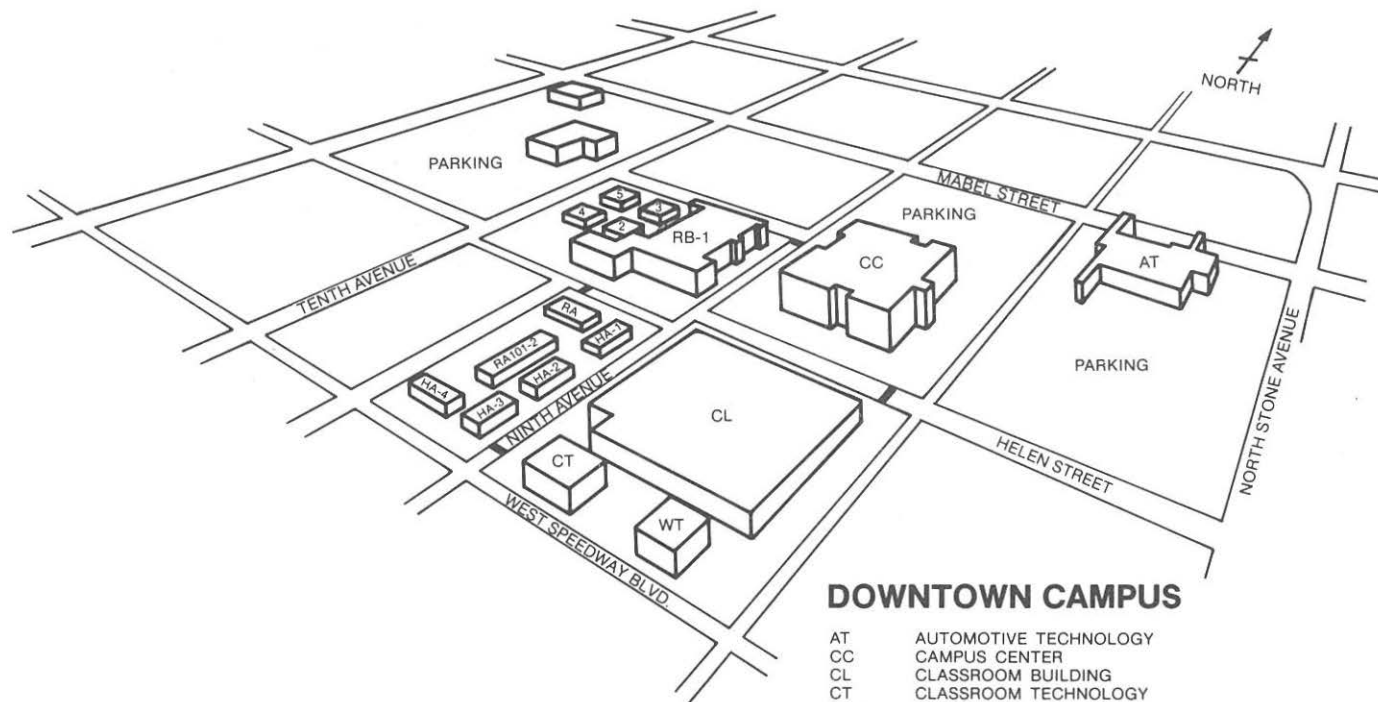 NORTH
PARKING
MABEL STREET
PARKING
5
4
3
2
RB-1
CC
AT
TENTH AVENUE
RA
HA-1
RA101-2
HA-2
HA-4
HA-3
NINTH AVENUE
PARKING
NORTH STONE AVENUE
CL
HELEN STREET
CT
WT
WEST SPEEDWAY BLVD.
DOWNTOWN CAMPUS
AT AUTOMOTIVE TECHNOLOGY
CC CAMPUS CENTER
CL CLASSROOM BUILDING
CT CLASSROOM TECHNOLOGY